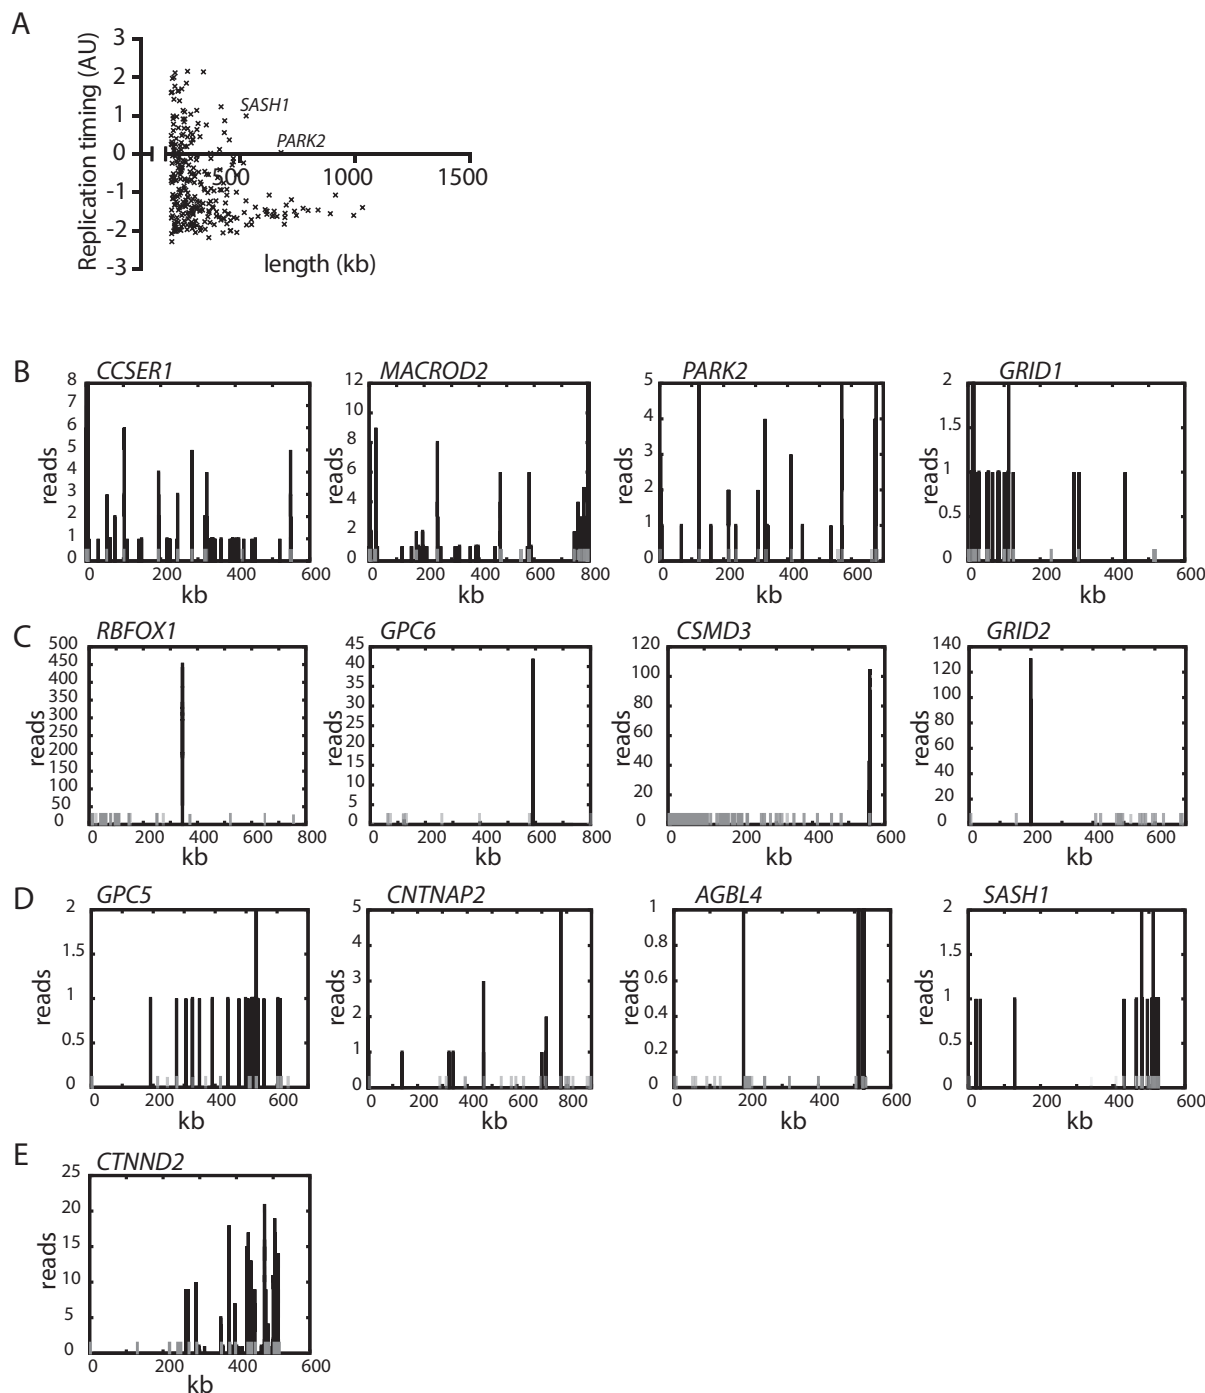 A
Replication timing (AU)
3
2
1
0
-1
-2
-3
SASH1
PARK2
500
1000
1500
length (kb)
B
CCSER1
MACROD2
PARK2
GRID1
reads
8
7
6
5
4
3
2
1
0
0 200 400 600
kb
reads
12
10
8
6
4
2
0
0 200 400 600 800
kb
reads
5
4
3
2
1
0
0 200 400 600
kb
reads
2
1.5
1
0.5
0
0 200 400 600
kb
C
RBFOX1
GPC6
CSMD3
GRID2
reads
500
450
400
350
300
250
200
150
100
50
0
0 200 400 600 800
kb
reads
45
40
35
30
25
20
15
10
5
0
0 200 400 600 800
kb
reads
120
100
80
60
40
20
0
0 200 400 600
kb
reads
140
120
100
80
60
40
20
0
0 200 400 600
kb
D
GPC5
CNTNAP2
AGBL4
SASH1
reads
2
1.5
1
0.5
0
0 200 400 600
kb
reads
5
4
3
2
1
0
0 200 400 600 800
kb
reads
1
0.8
0.6
0.4
0.2
0
0 200 400 600
kb
reads
2
1.5
1
0.5
0
0 200 400 600
kb
E
CTNND2
reads
25
20
15
10
5
0
0 200 400 600
kb